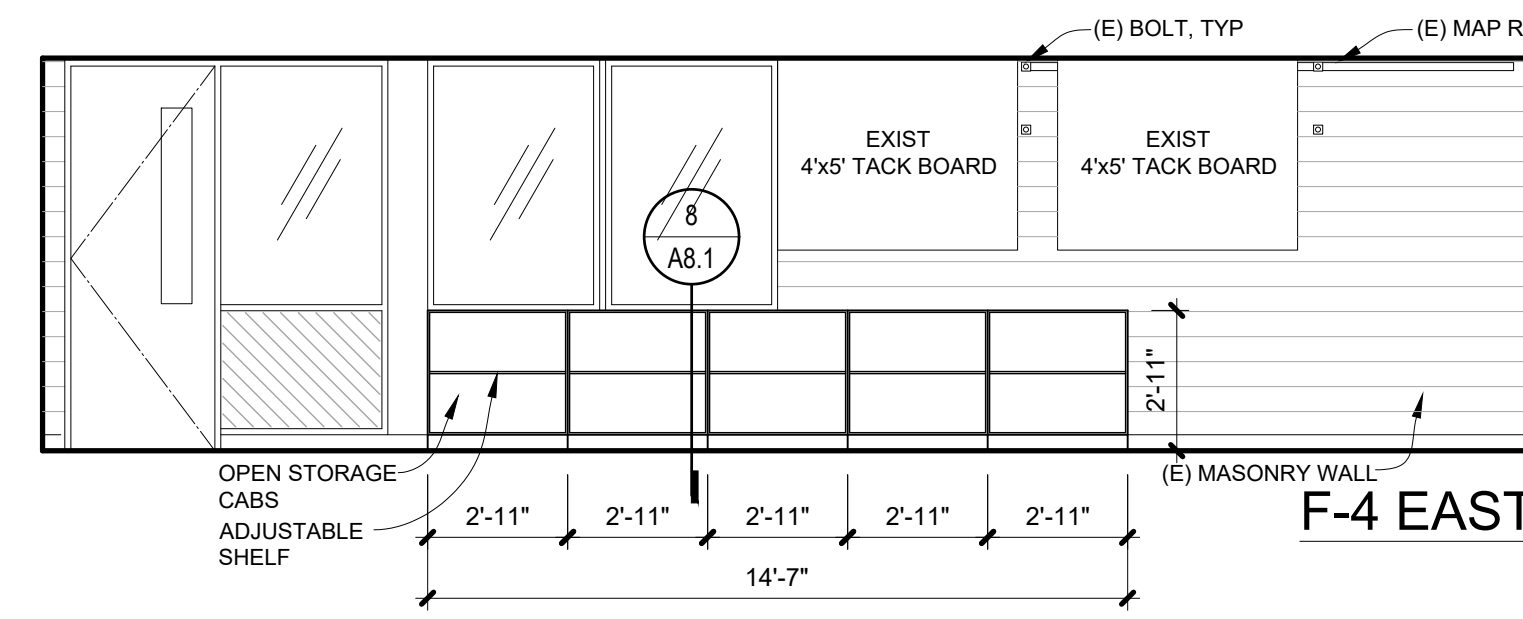 (E) BOLT, TYP
(E) MAP R
EXIST
4'x5' TACK BOARD
EXIST
4'x5' TACK BOARD
8
A8.1
2'-11"
OPEN STORAGE
CABS
ADJUSTABLE
SHELF
(E) MASONRY WALL
F-4 EAST
2'-11"
2'-11"
2'-11"
2'-11"
2'-11"
14'-7"